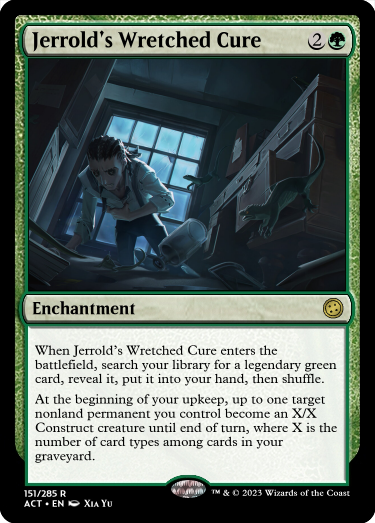 Jerrold's Wretched Cure 2
Enchantment
When Jerrold's Wretched Cure enters the
battlefield, search your library for a legendary green
card, reveal it, put it into your hand, then shuffle.
At the beginning of your upkeep, up to one target
nonland permanent you control become an X/X
Construct creature until end of turn, where X is the
number of card types among cards in your
graveyard.
151/285 R
ACT • EN Xia Yu
™ & © 2023 Wizards of the Coast